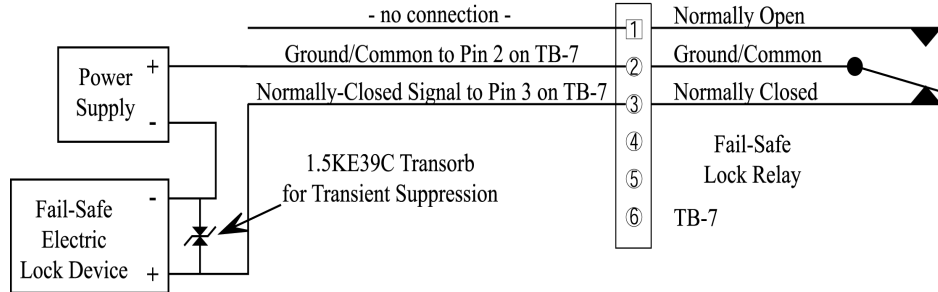 - no connection -
1 Normally Open
Ground/Common to Pin 2 on TB-7
2 Ground/Common
Normally-Closed Signal to Pin 3 on TB-7
3 Normally Closed
4
5
6 TB-7
Fail-Safe
Lock Relay
Power
Supply
+
-
1.5KE39C Transorb
for Transient Suppression
Fail-Safe
Electric
Lock Device
-
+